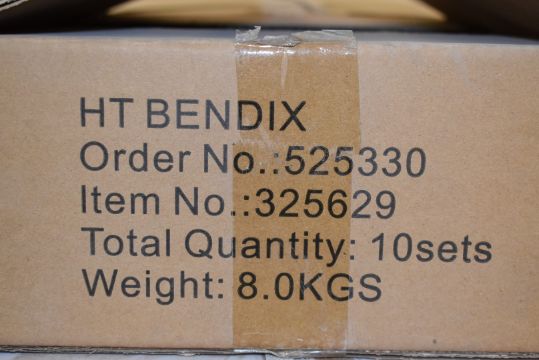 HT BENDIX
Order No.:525330
Item No.:325629
Total Quantity: 10sets
Weight: 8.0KGS